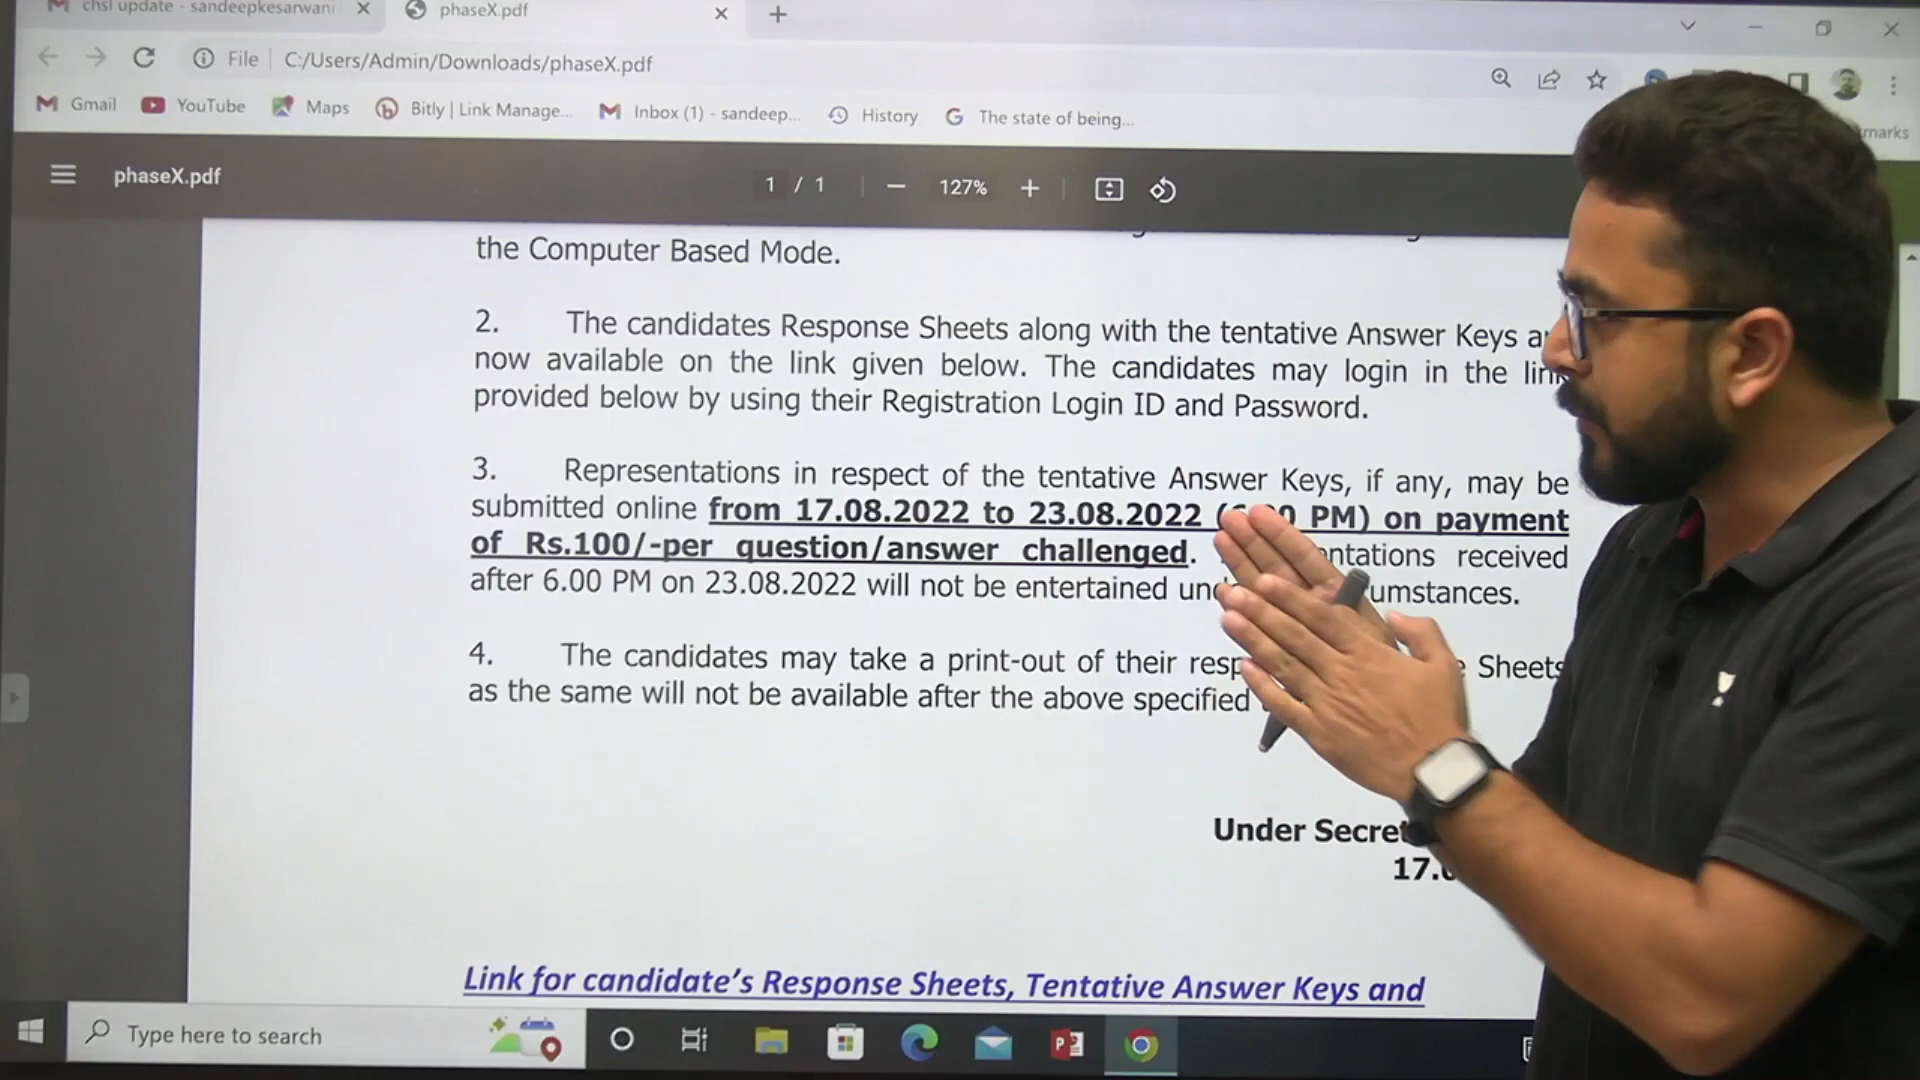 chsl update - sandeepkesarwani
phaseX.pdf
File
C:/Users/Admin/Downloads/phaseX.pdf
Gmail
YouTube
Maps
Bitly | Link Manage...
Inbox (1) - sandeep...
History
The state of being...
marks
phaseX.pdf
1 / 1
127%
the Computer Based Mode.
2. The candidates Response Sheets along with the tentative Answer Keys
now available on the link given below. The candidates may login in the link
provided below by using their Registration Login ID and Password.
3. Representations in respect of the tentative Answer Keys, if any, may be
submitted online from 17.08.2022 to 23.08.2022 PM) on payment
of Rs.100/-per question/answer challenged. received
after 6.00 PM on 23.08.2022 will not be entertained
4. The candidates may take a print-out of their Sheets
as the same will not be available after the above specified
Under
Link for candidate's Response Sheets, Tentative Answer Keys and
Type here to search